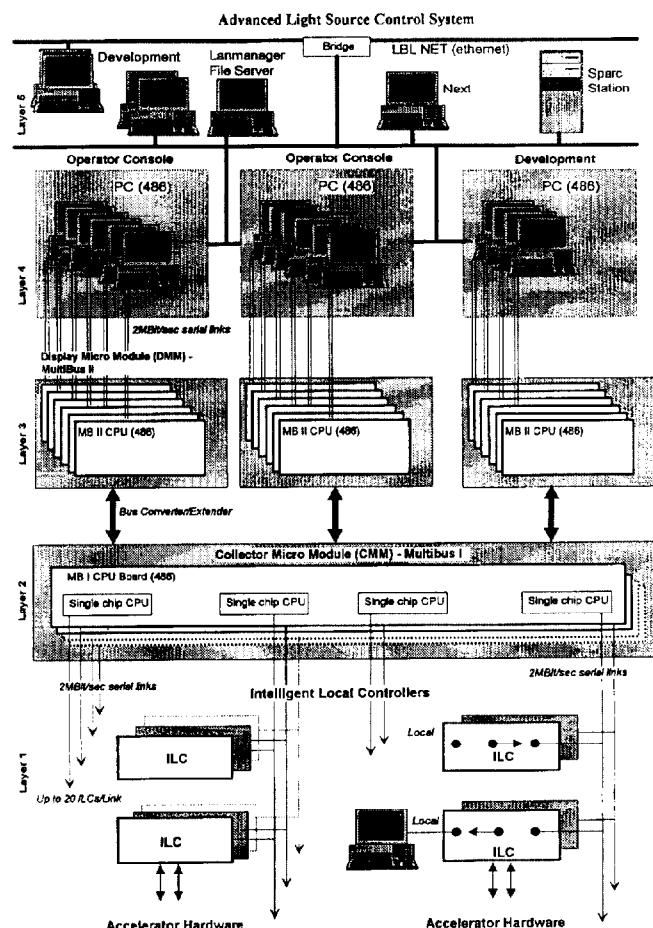 Advanced Light Source Control System
Bridge
LBL NET (ethernet)
Development
Lanmanager
File Server
Next
Sparc
Station
Layer 5
Operator Console
Operator Console
Development
PC (486)
PC (486)
PC (486)
Layer 4
2MBit/sec serial links
Display Micro Module (DMM) -
MultiBus II
MB II CPU (486)
MB II CPU (486)
MB II CPU (486)
Layer 3
Bus Converter/Extender
Collector Micro Module (CMM) - Multibus I
MB I CPU Board (486)
Single chip CPU
Single chip CPU
Single chip CPU
Single chip CPU
Layer 2
2MBit/sec serial links
2MBit/sec serial links
Intelligent Local Controllers
Local
ILC
ILC
Layer 1
Up to 20 ILCs/Link
Local
ILC
ILC
Accelerator Hardware
Accelerator Hardware